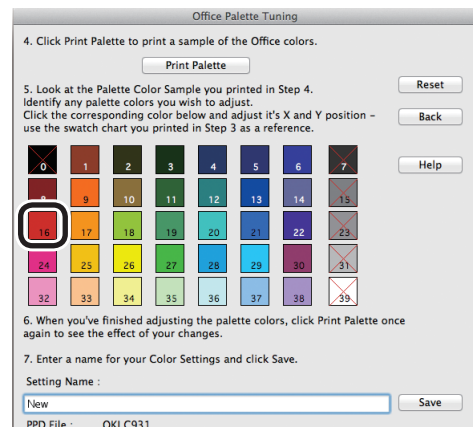 Office Palette Tuning
4. Click Print Palette to print a sample of the Office colors.
Print Palette
5. Look at the Palette Color Sample you printed in Step 4.
Identify any palette colors you wish to adjust.
Click the corresponding color below and adjust it's X and Y position -
use the swatch chart you printed in Step 3 as a reference.
Reset
Back
Help
0 1 2 3 4 5 6 7
9 10 11 12 13 14 15
16 17 18 19 20 21 22 23
24 25 26 27 28 29 30 31
32 33 34 35 36 37 38 39
6. When you've finished adjusting the palette colors, click Print Palette once
again to see the effect of your changes.
7. Enter a name for your Color Settings and click Save.
Setting Name :
New
Save
PPD File : OKLC931